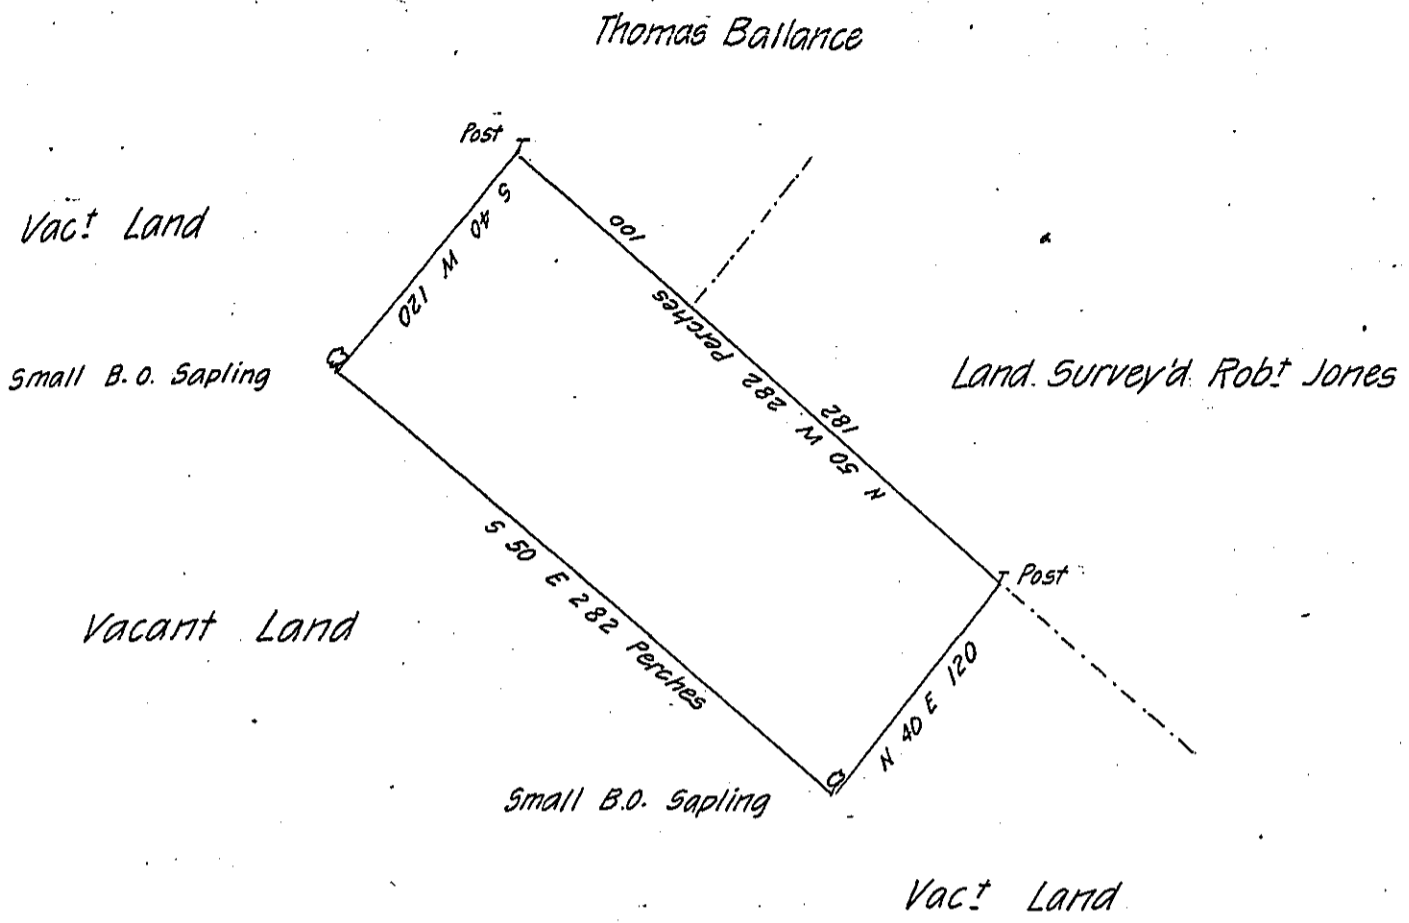 Thomas Ballance
Post
S 40 W 120
Vac.t Land
100
Perches
N 50 W 282
182
Small B.O. Sapling
Land Survey'd Rob.t Jones
Post
S 50 E 282 Perches
Vacant Land
N 40 E 120
Small B.O. Sapling
Vac.t Land